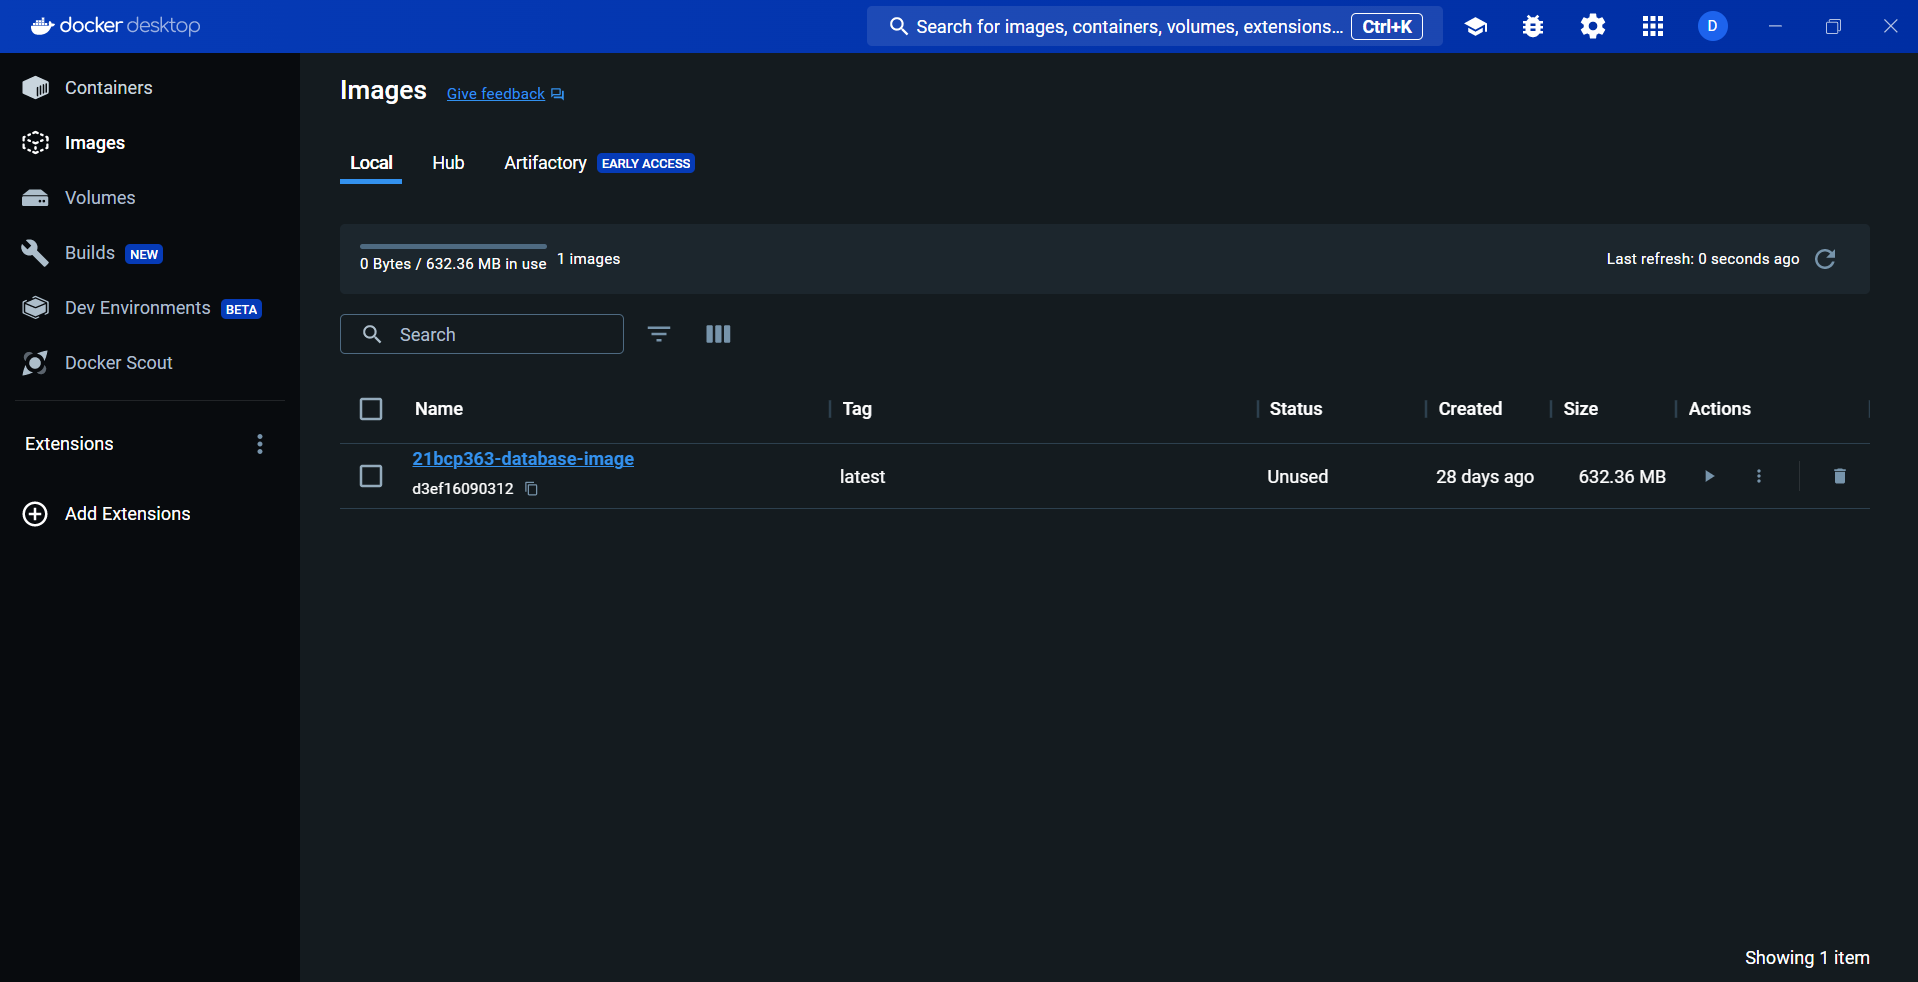 docker desktop
Search for images, containers, volumes, extensions... Ctrl+K
D
Containers
Images
Volumes
Builds NEW
Dev Environments BETA
Docker Scout
Extensions
Add Extensions
Images Give feedback
Local Hub Artifactory EARLY ACCESS
0 Bytes / 632.36 MB in use 1 images
Last refresh: 0 seconds ago
Search
Name Tag Status Created Size Actions
21bcp363-database-image
d3ef16090312
latest Unused 28 days ago 632.36 MB
Showing 1 item